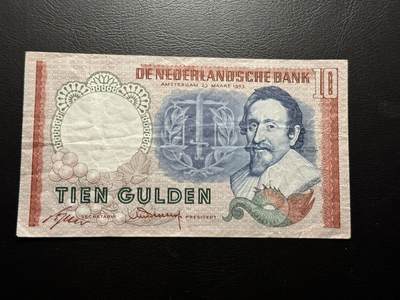 DE NEDERLANDSCHE BANK 10
AMSTERDAM 23 MAART 1953
TIEN GULDEN
SECRETARIS PRESIDENT